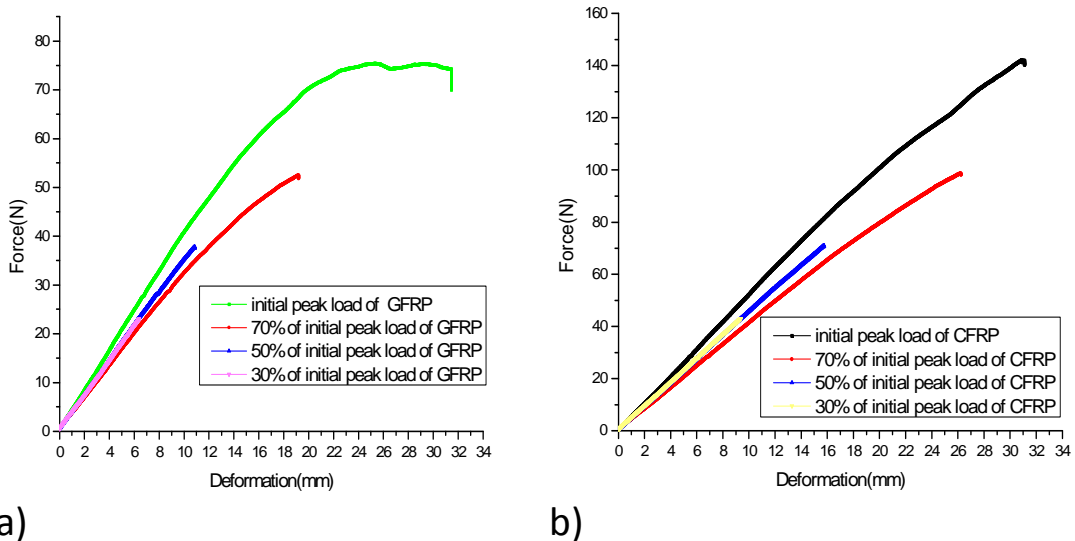 80
70
60
50
40
30
20
10
0
Force(N)
0 2 4 6 8 10 12 14 16 18 20 22 24 26 28 30 32 34
Deformation(mm)
initial peak load of GFRP
70% of initial peak load of GFRP
50% of initial peak load of GFRP
30% of initial peak load of GFRP
a)
160
140
120
100
80
60
40
20
0
Force(N)
0 2 4 6 8 10 12 14 16 18 20 22 24 26 28 30 32 34
Deformation(mm)
initial peak load of CFRP
70% of initial peak load of CFRP
50% of initial peak load of CFRP
30% of initial peak load of CFRP
b)